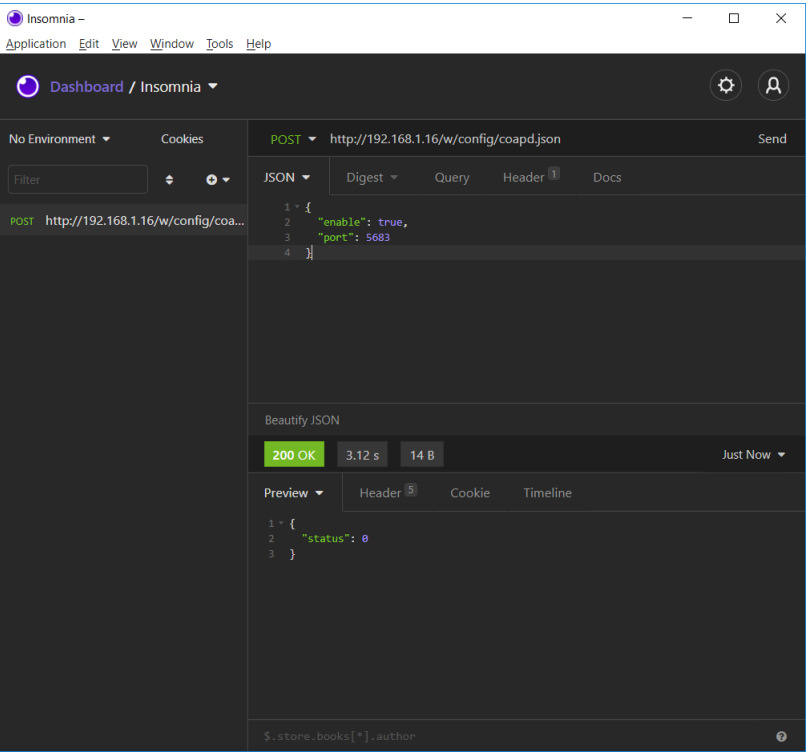 Insomnia –
Application Edit View Window Tools Help
Dashboard / Insomnia
No Environment Cookies
POST http://192.168.1.16/w/config/coapd.json Send
Filter
JSON Digest Query Header 1 Docs
POST http://192.168.1.16/w/config/coa...
1 {
2 "enable": true,
3 "port": 5683
4 }
Beautify JSON
200 OK 3.12 s 14 B Just Now
Preview Header 5 Cookie Timeline
1 {
2 "status": 0
3 }
$.store.books[*].author